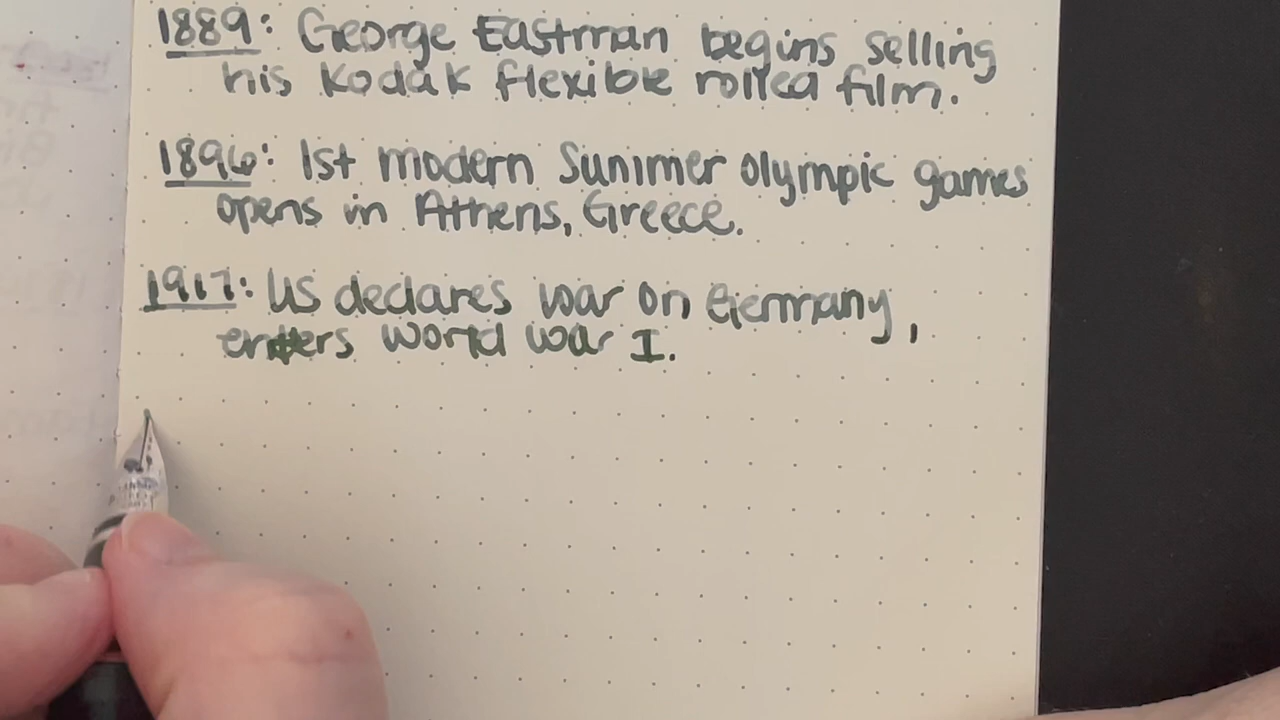 1889: George Eastman begins selling
his Kodak flexible rolled film.
1896: 1st modern Summer Olympic games
opens in Athens, Greece.
1917: US declares war on Germany,
enters World War I.